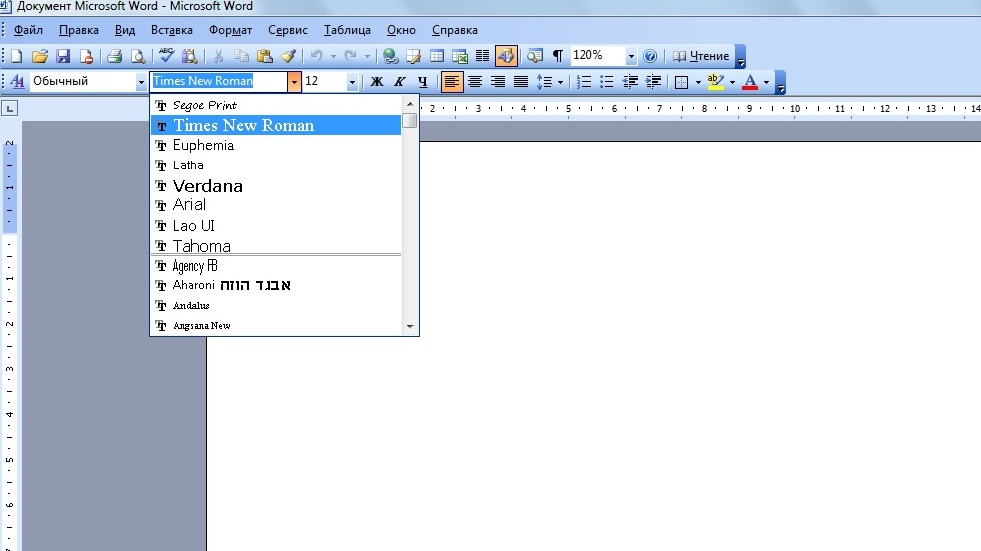 Документ Microsoft Word - Microsoft Word
Файл Правка Вид Вставка Формат Сервис Таблица Окно Справка
120% Чтение
Обычный Times New Roman 12 Ж К Ч
2 3 4 5 6 7 8 9 10 11 12 13 14
Segoe Print
Times New Roman
Euphemia
Latha
Verdana
Arial
Lao UI
Tahoma
Agency FB
Aharoni אבגד הוזה
Andalus
Angsana New
2
1
1
2
3
4
5
6